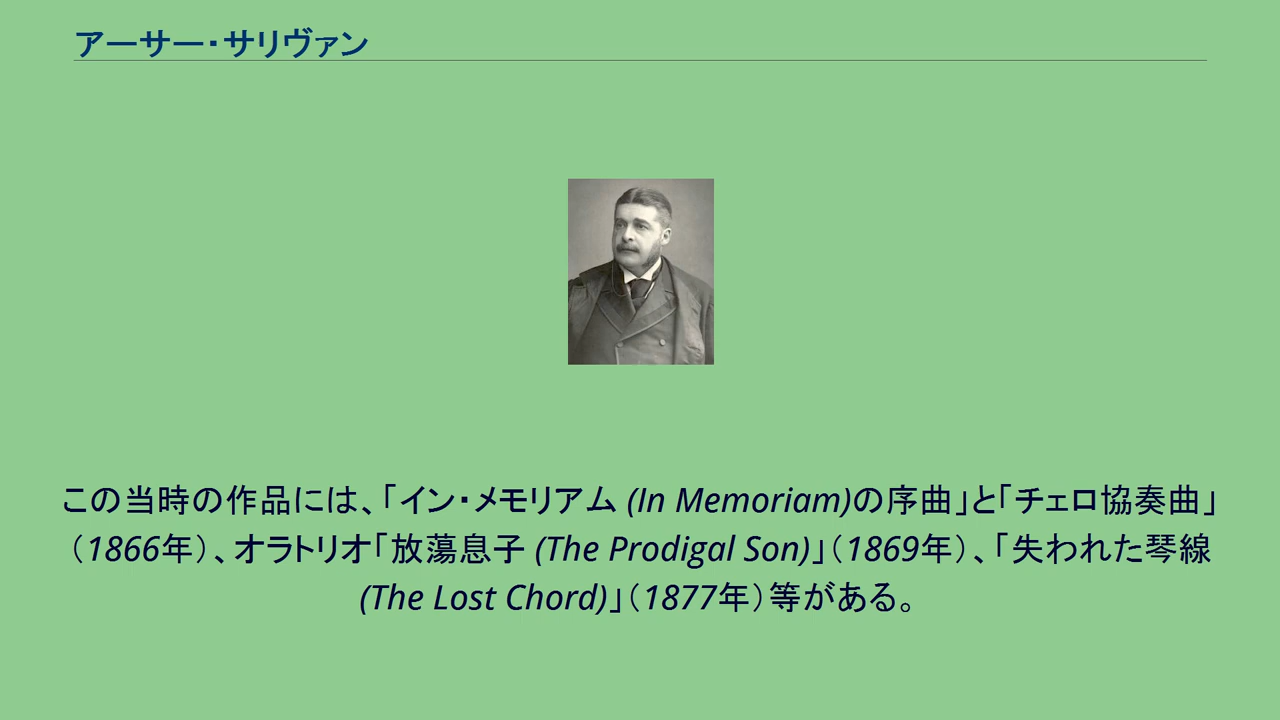 アーサー・サリヴァン
この当時の作品には、「イン・メモリアム (In Memoriam)の序曲」と「チェロ協奏曲」
（1866年）、オラトリオ「放蕩息子 (The Prodigal Son)」（1869年）、「失われた琴線
(The Lost Chord)」（1877年）等がある。